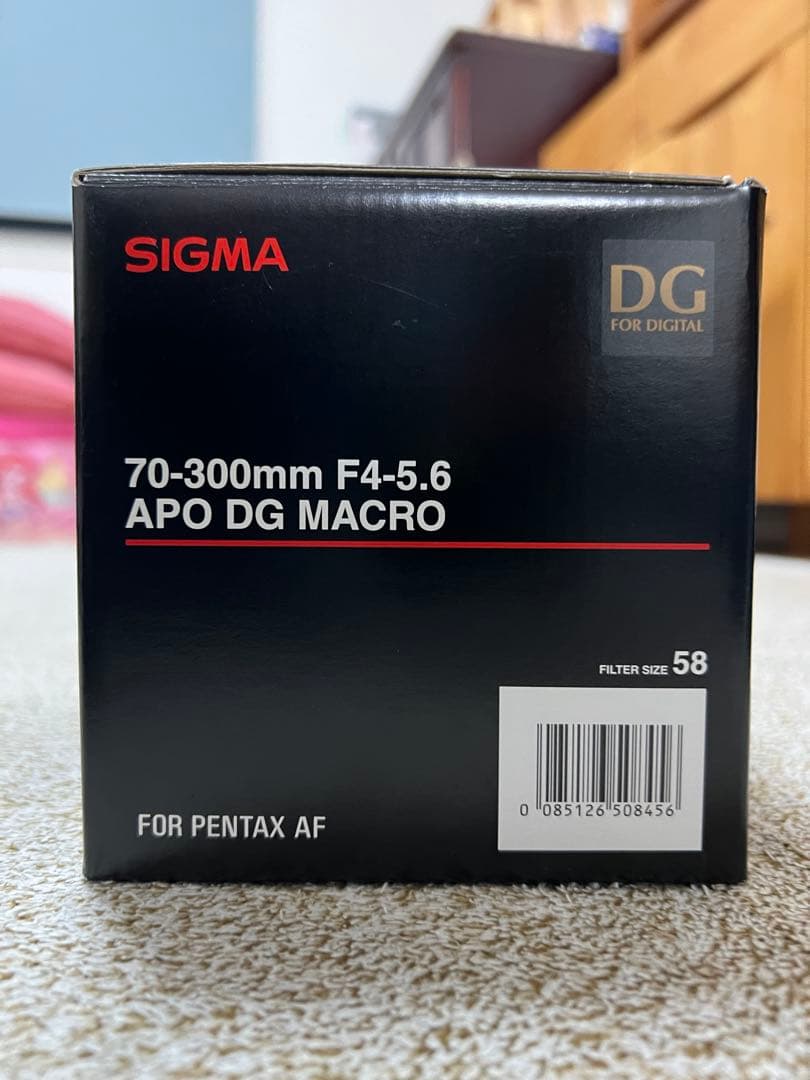 SIGMA
DG
FOR DIGITAL
70-300mm F4-5.6
APO DG MACRO
FILTER SIZE 58
0 085126 508456
FOR PENTAX AF